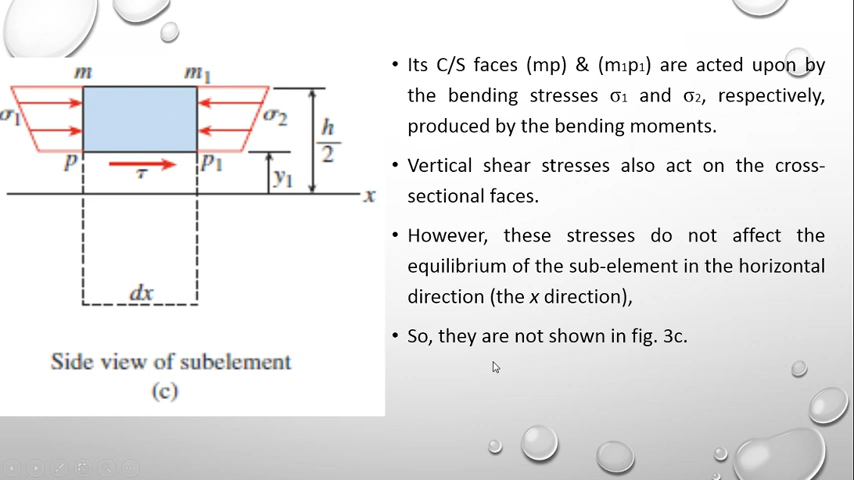 m m₁
σ₁ σ₂
h
2
p p₁
τ y₁
x
dx
Side view of subelement
(c)
• Its C/S faces (mp) & (m₁p₁) are acted upon by
the bending stresses σ₁ and σ₂, respectively,
produced by the bending moments.
• Vertical shear stresses also act on the cross-
sectional faces.
• However, these stresses do not affect the
equilibrium of the sub-element in the horizontal
direction (the x direction),
• So, they are not shown in fig. 3c.